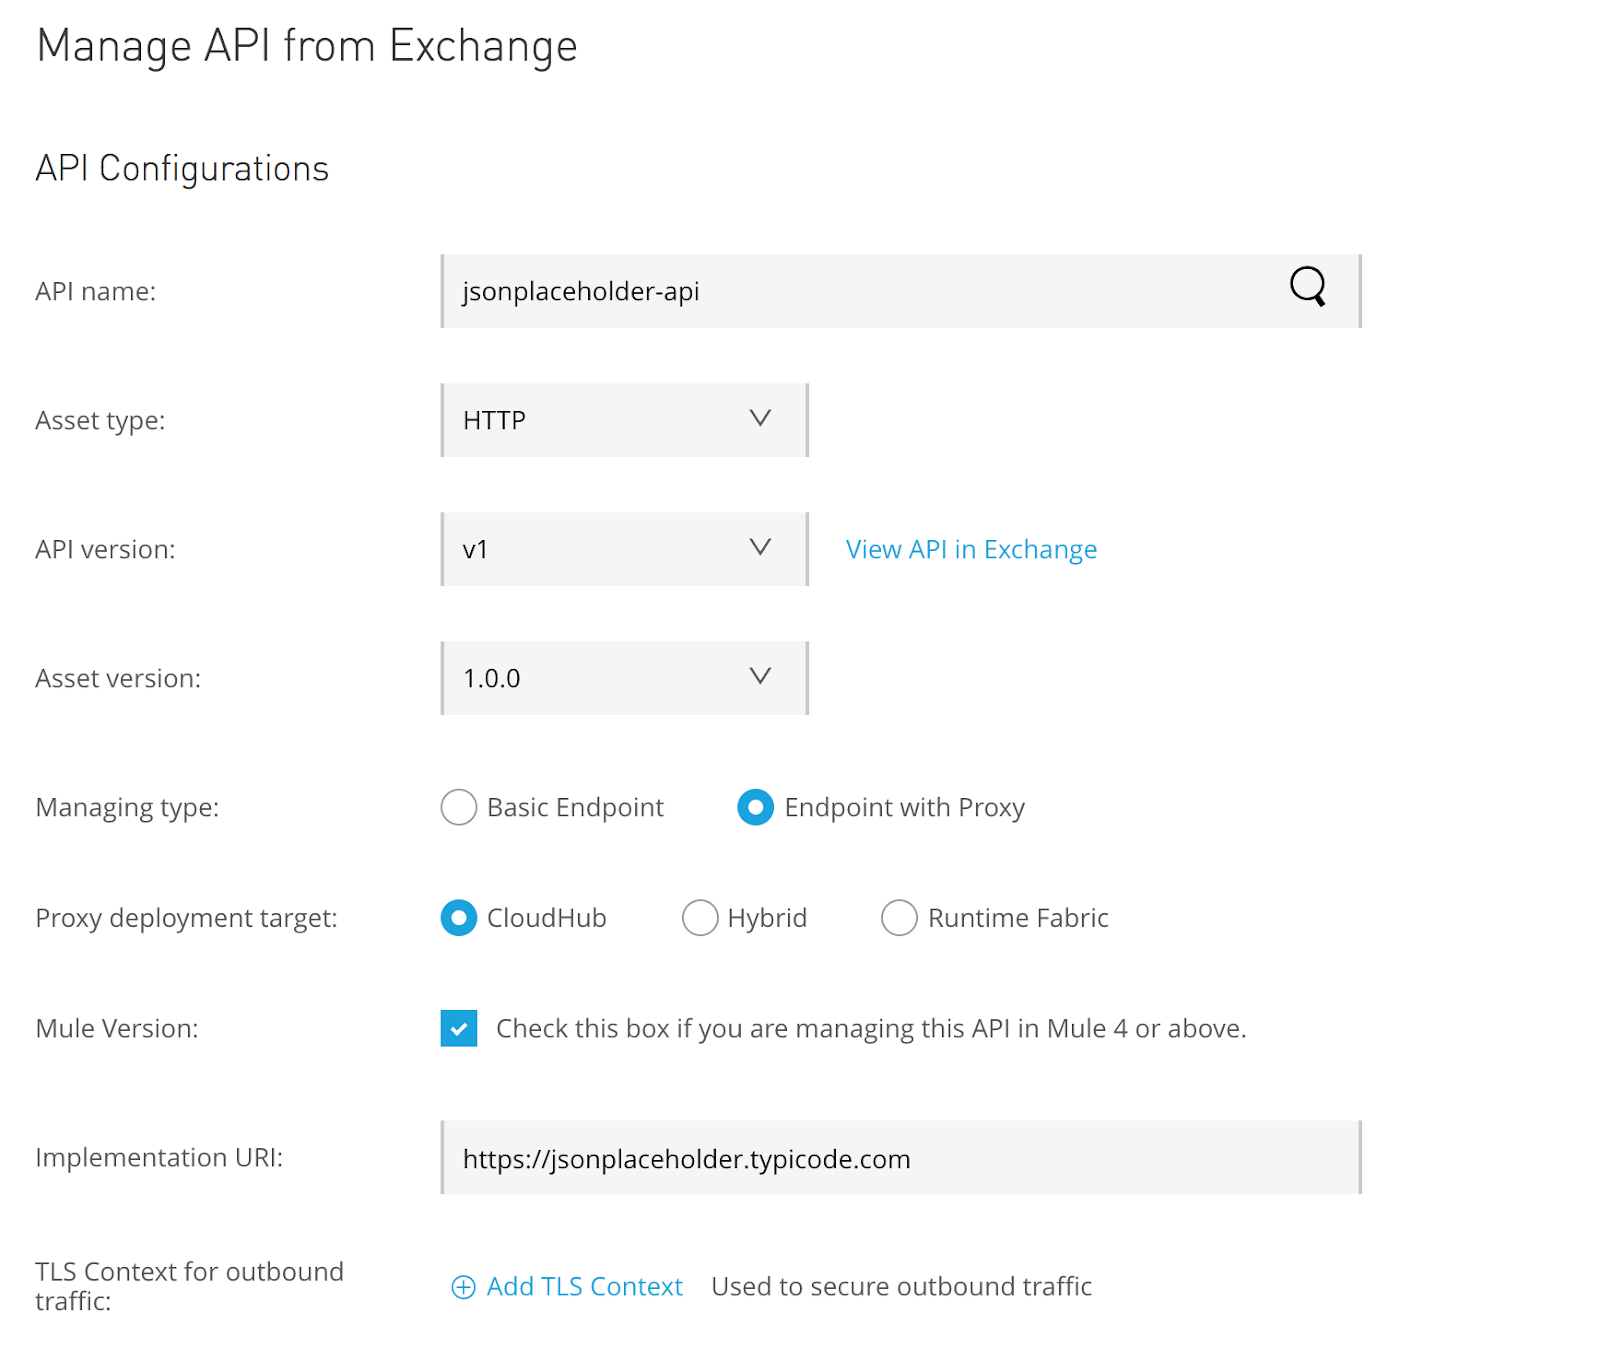 Manage API from Exchange
API Configurations
API name:
jsonplaceholder-api
Asset type:
HTTP
API version:
v1
View API in Exchange
Asset version:
1.0.0
Managing type:
Basic Endpoint
Endpoint with Proxy
Proxy deployment target:
CloudHub
Hybrid
Runtime Fabric
Mule Version:
Check this box if you are managing this API in Mule 4 or above.
Implementation URI:
https://jsonplaceholder.typicode.com
TLS Context for outbound
traffic:
Add TLS Context
Used to secure outbound traffic